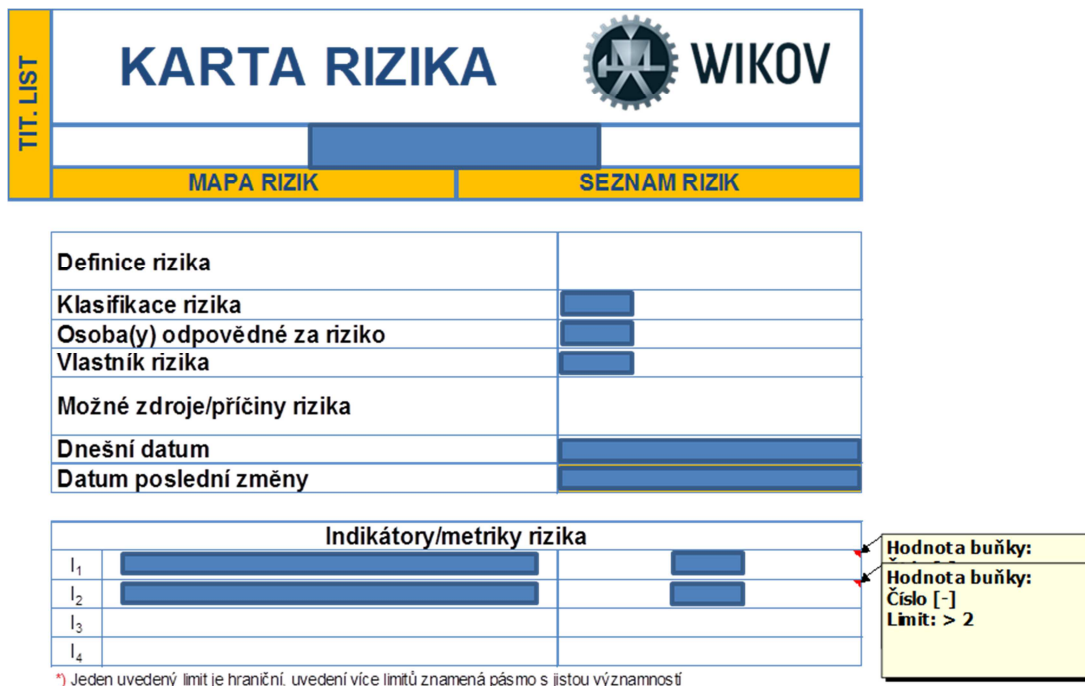 TIT. LIST
KARTA RIZIKA
WIKOV
MAPA RIZIK
SEZNAM RIZIK
Definice rizika
Klasifikace rizika
Osoba(y) odpovědné za riziko
Vlastník rizika
Možné zdroje/příčiny rizika
Dnešní datum
Datum poslední změny
Indikátory/metriky rizika
I₁
Hodnota buňky:
I₂
Hodnota buňky:
Číslo [-]
Limit: > 2
I₃
I₄
*) Jeden uvedený limit je hraniční, uvedení více limitů znamená pásmo s jistou významností